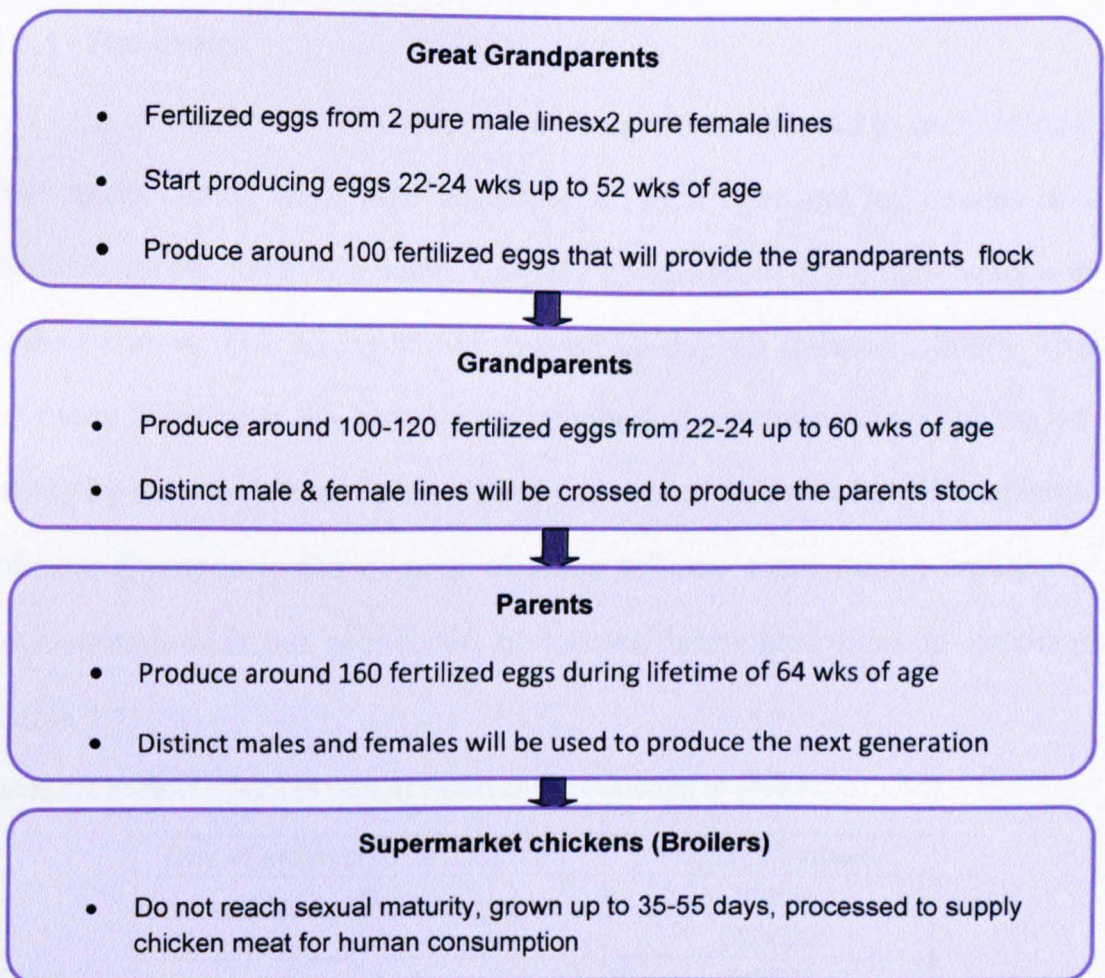 Great Grandparents
• Fertilized eggs from 2 pure male linesx2 pure female lines
• Start producing eggs 22-24 wks up to 52 wks of age
• Produce around 100 fertilized eggs that will provide the grandparents flock
Grandparents
• Produce around 100-120 fertilized eggs from 22-24 up to 60 wks of age
• Distinct male & female lines will be crossed to produce the parents stock
Parents
• Produce around 160 fertilized eggs during lifetime of 64 wks of age
• Distinct males and females will be used to produce the next generation
Supermarket chickens (Broilers)
• Do not reach sexual maturity, grown up to 35-55 days, processed to supply
chicken meat for human consumption